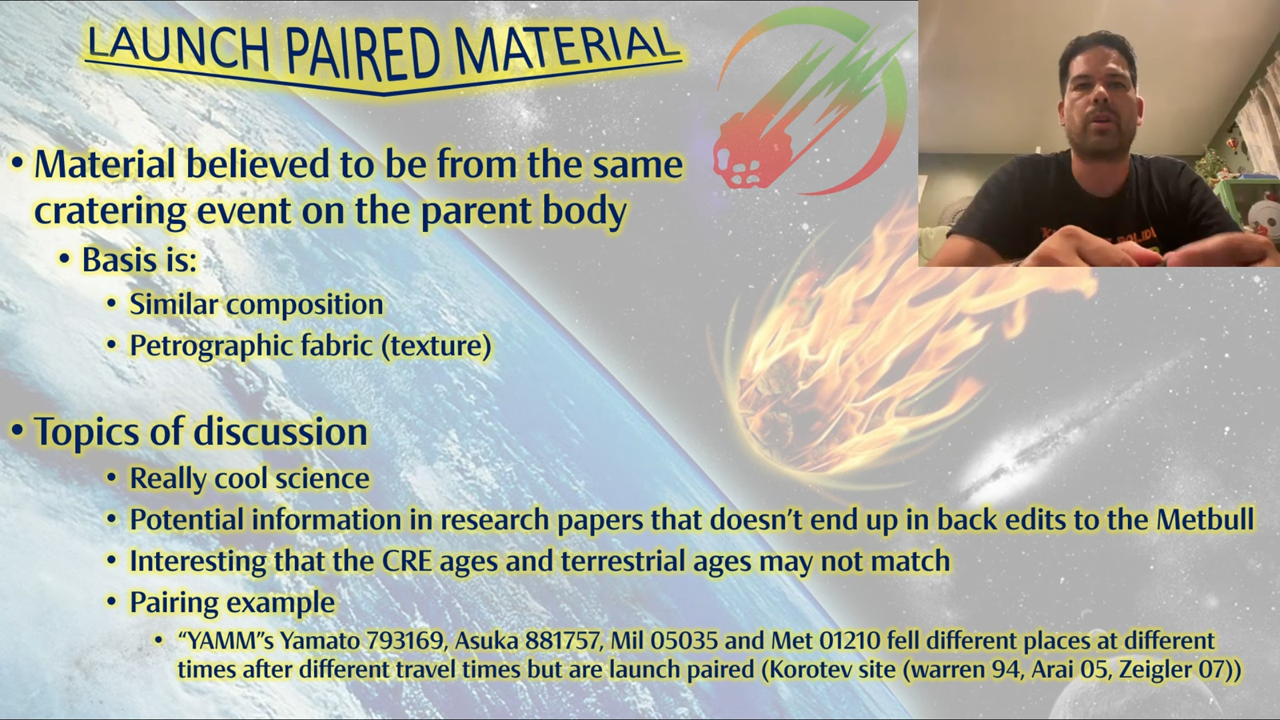 LAUNCH PAIRED MATERIAL
• Material believed to be from the same
cratering event on the parent body
• Basis is:
• Similar composition
• Petrographic fabric (texture)
• Topics of discussion
• Really cool science
• Potential information in research papers that doesn’t end up in back edits to the Metbull
• Interesting that the CRE ages and terrestrial ages may not match
• Pairing example
• “YAMM”s Yamato 793169, Asuka 881757, Mil 05035 and Met 01210 fell different places at different
times after different travel times but are launch paired (Korotev site (warren 94, Arai 05, Zeigler 07))